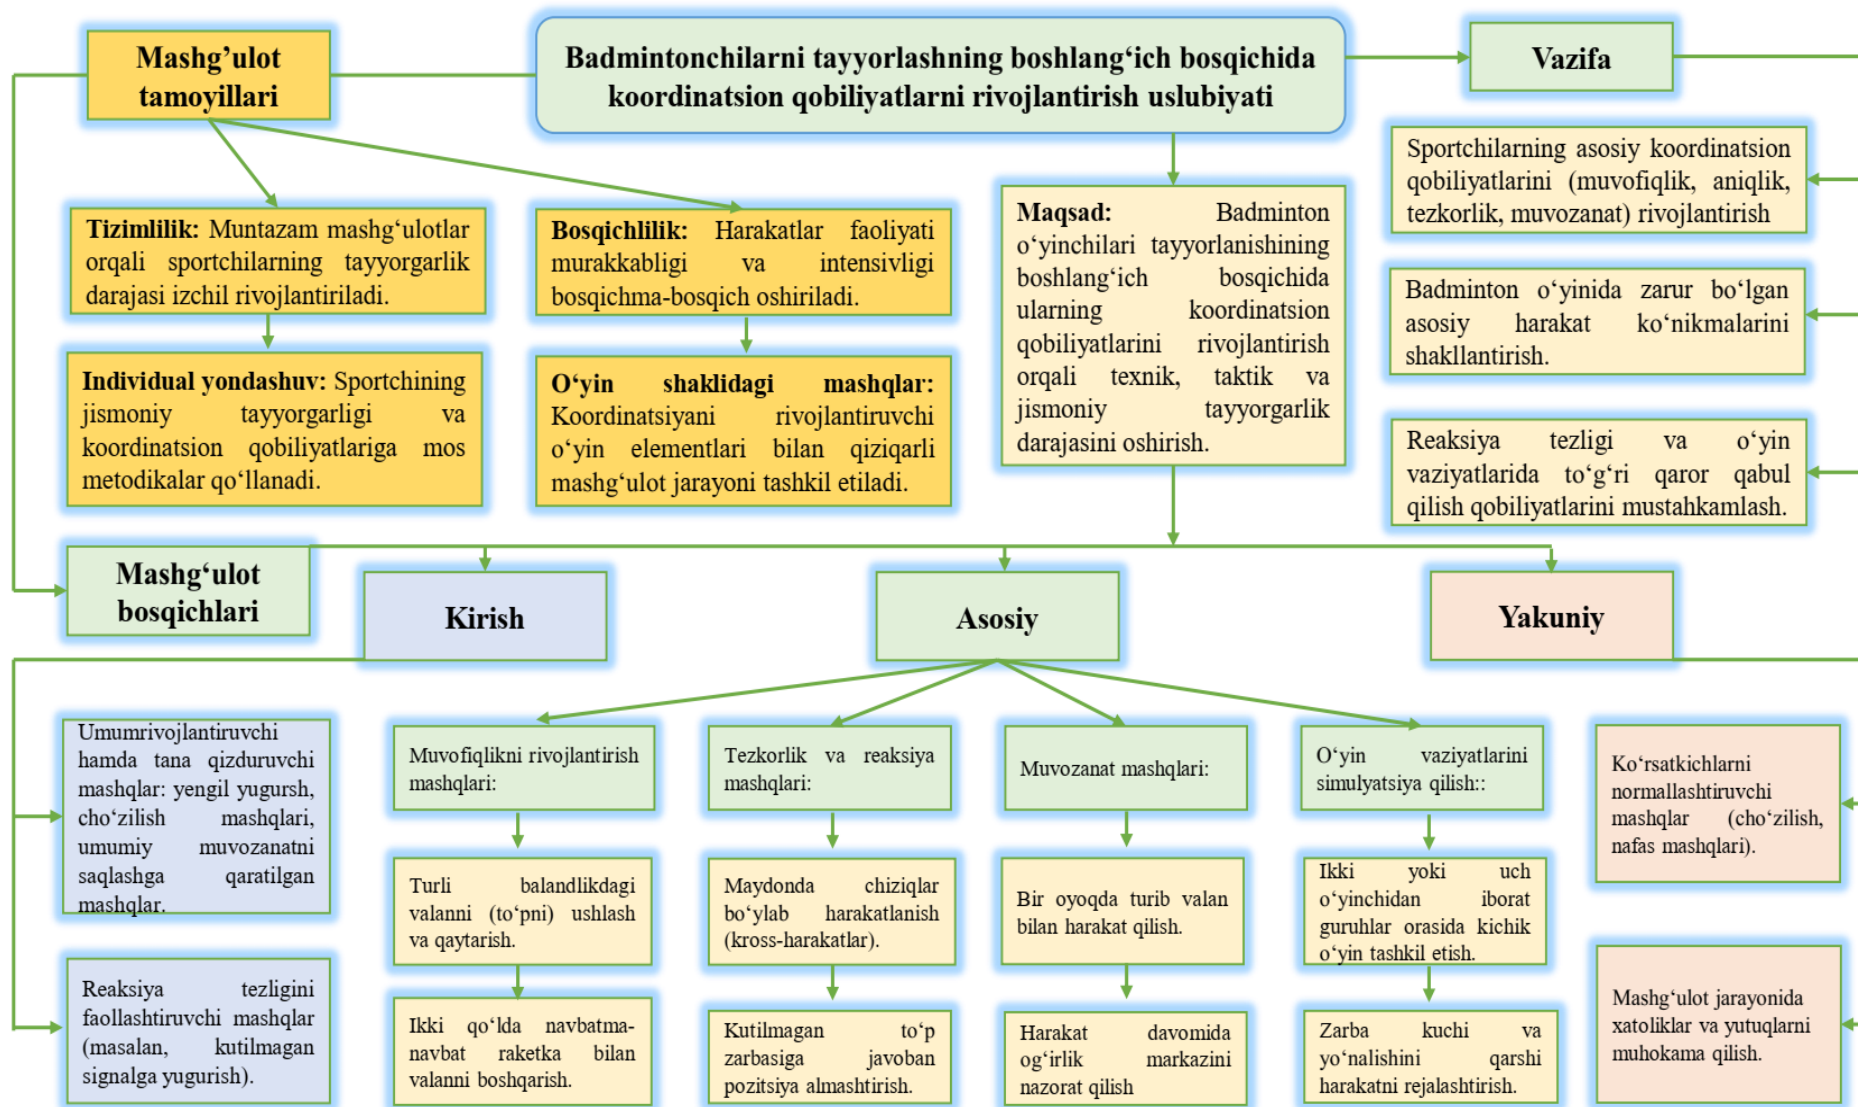 Mashg’ulot
tamoyillari
Badmintonchilarni tayyorlashning boshlang‘ich bosqichida
koordinatsion qobiliyatlarni rivojlantirish uslubiyati
Vazifa
Sportchilarning asosiy koordinatsion
qobiliyatlarini (muvofiqlik, aniqlik,
tezkorlik, muvozanat) rivojlantirish
Tizimlilik: Muntazam mashg‘ulotlar
orqali sportchilarning tayyorgarlik
darajasi izchil rivojlantiriladi.
Bosqichlilik: Harakatlar faoliyati
murakkabligi va intensivligi
bosqichma-bosqich oshiriladi.
Maqsad: Badminton
o‘yinchilari tayyorlanishining
boshlang‘ich bosqichida
ularning koordinatsion
qobiliyatlarini rivojlantirish
orqali texnik, taktik va
jismoniy tayyorgarlik
darajasini oshirish.
Badminton o‘yinida zarur bo‘lgan
asosiy harakat ko‘nikmalarini
shakllantirish.
Individual yondashuv: Sportchining
jismoniy tayyorgarligi va
koordinatsion qobiliyatlariga mos
metodikalar qo‘llanadi.
O‘yin shaklidagi mashqlar:
Koordinatsiyani rivojlantiruvchi
o‘yin elementlari bilan qiziqarli
mashg‘ulot jarayoni tashkil etiladi.
Reaksiya tezligi va o‘yin
vaziyatlarida to‘g‘ri qaror qabul
qilish qobiliyatlarini mustahkamlash.
Mashg‘ulot
bosqichlari
Kirish
Asosiy
Yakuniy
Umumrivojlantiruvchi
hamda tana qizduruvchi
mashqlar: yengil yugursh,
cho‘zilish mashqlari,
umumiy muvozanatni
saqlashga qaratilgan
mashqlar.
Muvofiqlikni rivojlantirish
mashqlari:
Tezkorlik va reaksiya
mashqlari:
Muvozanat mashqlari:
O‘yin vaziyatlarini
simulyatsiya qilish::
Ko‘rsatkichlarni
normallashtiruvchi
mashqlar (cho‘zilish,
nafas mashqlari).
Turli balandlikdagi
valanni (to‘pni) ushlash
va qaytarish.
Maydonda chiziqlar
bo‘ylab harakatlanish
(kross-harakatlar).
Bir oyoqda turib valan
bilan harakat qilish.
Ikki yoki uch
o‘yinchidan iborat
guruhlar orasida kichik
o‘yin tashkil etish.
Reaksiya tezligini
faollashtiruvchi mashqlar
(masalan, kutilmagan
signalga yugurish).
Ikki qo‘lda navbatma-
navbat raketka bilan
valanni boshqarish.
Kutilmagan to‘p
zarbasiga javoban
pozitsiya almashtirish.
Harakat davomida
og‘irlik markazini
nazorat qilish
Zarba kuchi va
yo‘nalishini qarshi
harakatni rejalashtirish.
Mashg‘ulot jarayonida
xatoliklar va yutuqlarni
muhokama qilish.